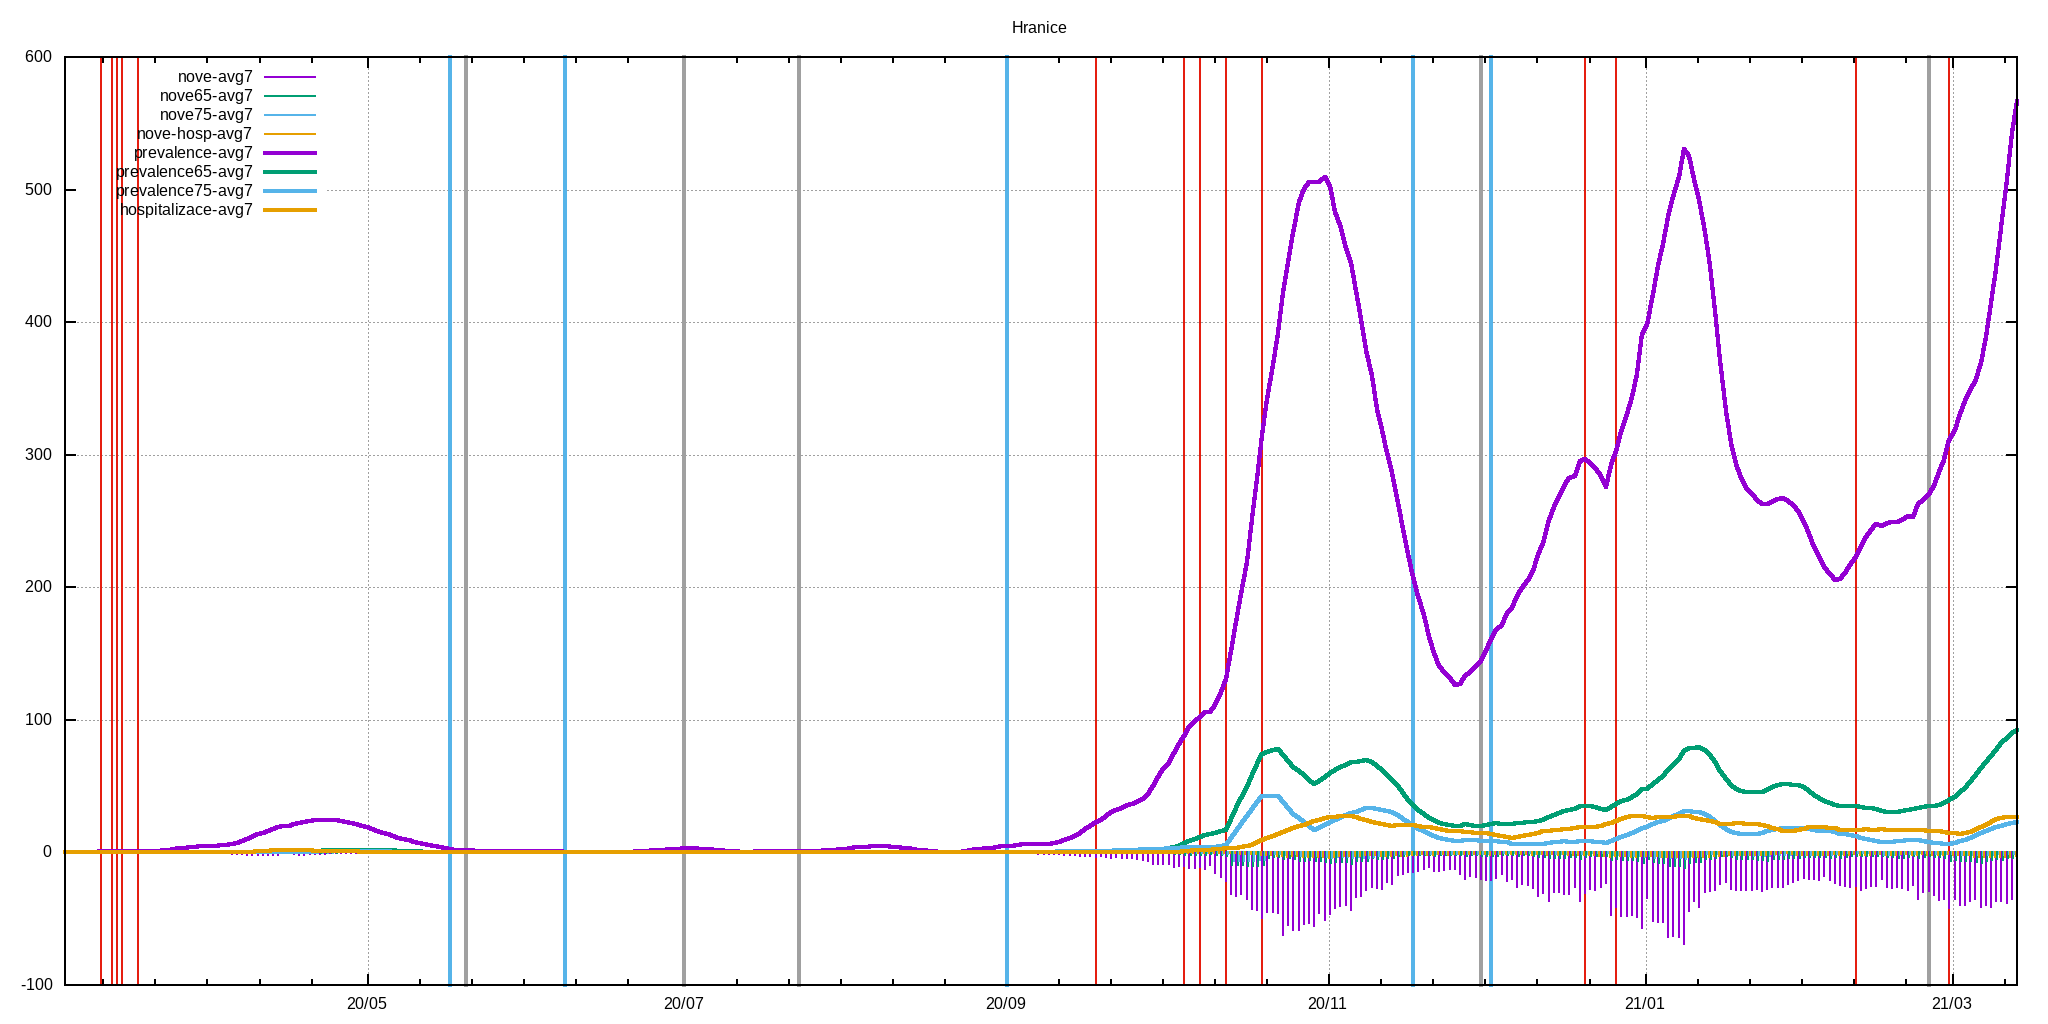 Hranice
600
500
400
300
200
100
0
-100
nove-avg7
nove65-avg7
nove75-avg7
nove-hosp-avg7
prevalence-avg7
prevalence65-avg7
prevalence75-avg7
hospitalizace-avg7
20/05 20/07 20/09 20/11 21/01 21/03